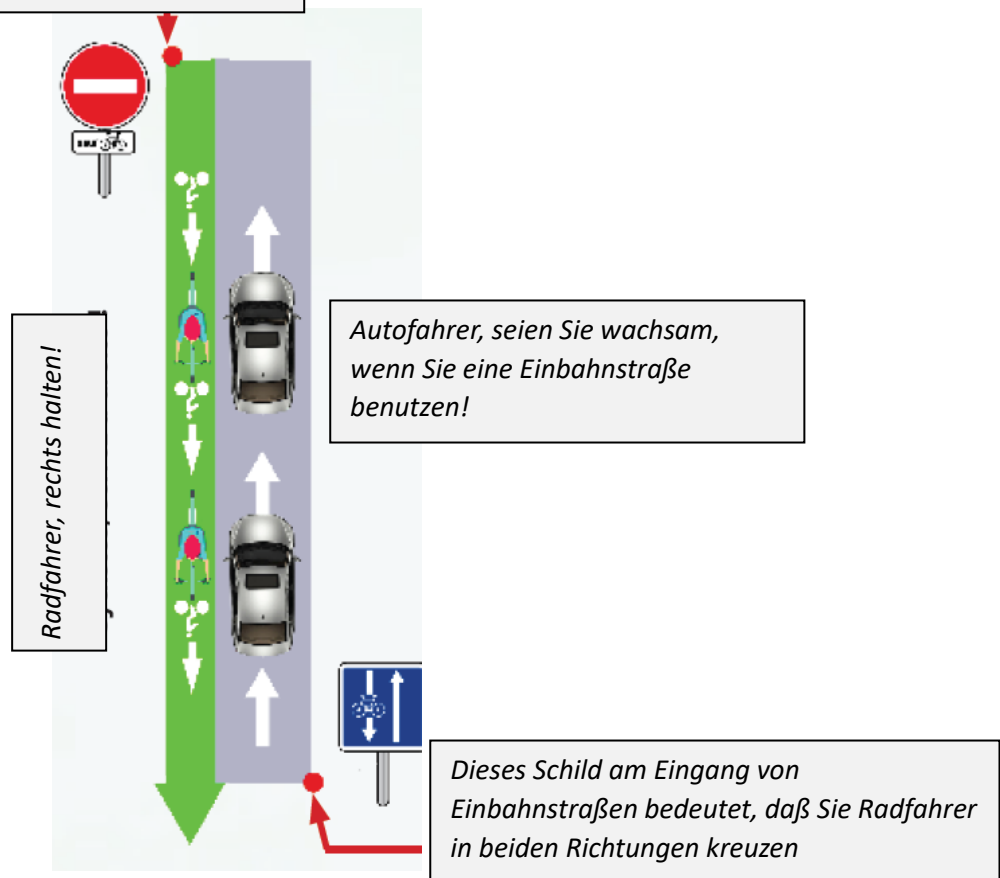 Radfahrer, rechts halten!
Autofahrer, seien Sie wachsam,
wenn Sie eine Einbahnstraße
benutzen!
Dieses Schild am Eingang von
Einbahnstraßen bedeutet, daß Sie Radfahrer
in beiden Richtungen kreuzen